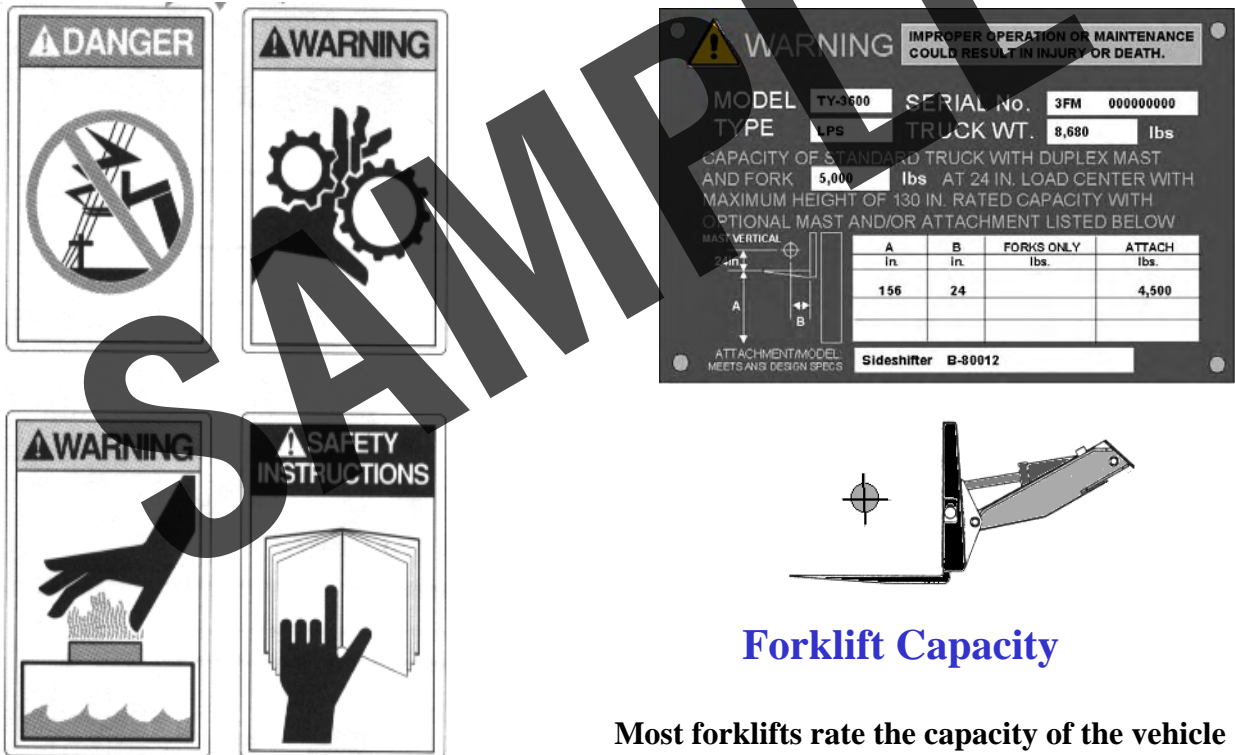 DANGER
WARNING
WARNING
SAFETY
INSTRUCTIONS
WARNING
IMPROPER OPERATION OR MAINTENANCE
COULD RESULT IN INJURY OR DEATH.
MODEL TY-3600 SERIAL No. 3FM 000000000
TYPE LPS TRUCK WT. 8,680 lbs
CAPACITY OF STANDARD TRUCK WITH DUPLEX MAST
AND FORK 5,000 lbs AT 24 IN. LOAD CENTER WITH
MAXIMUM HEIGHT OF 130 IN. RATED CAPACITY WITH
OPTIONAL MAST AND/OR ATTACHMENT LISTED BELOW
MAST VERTICAL
24in
A
B
A B FORKS ONLY ATTACH
in. in. lbs. lbs.
156 24 4,500
ATTACHMENT/MODEL:
MEETS ANSI DESIGN SPECS
Sideshifter B-80012
Forklift Capacity
Most forklifts rate the capacity of the vehicle
SAMPLE